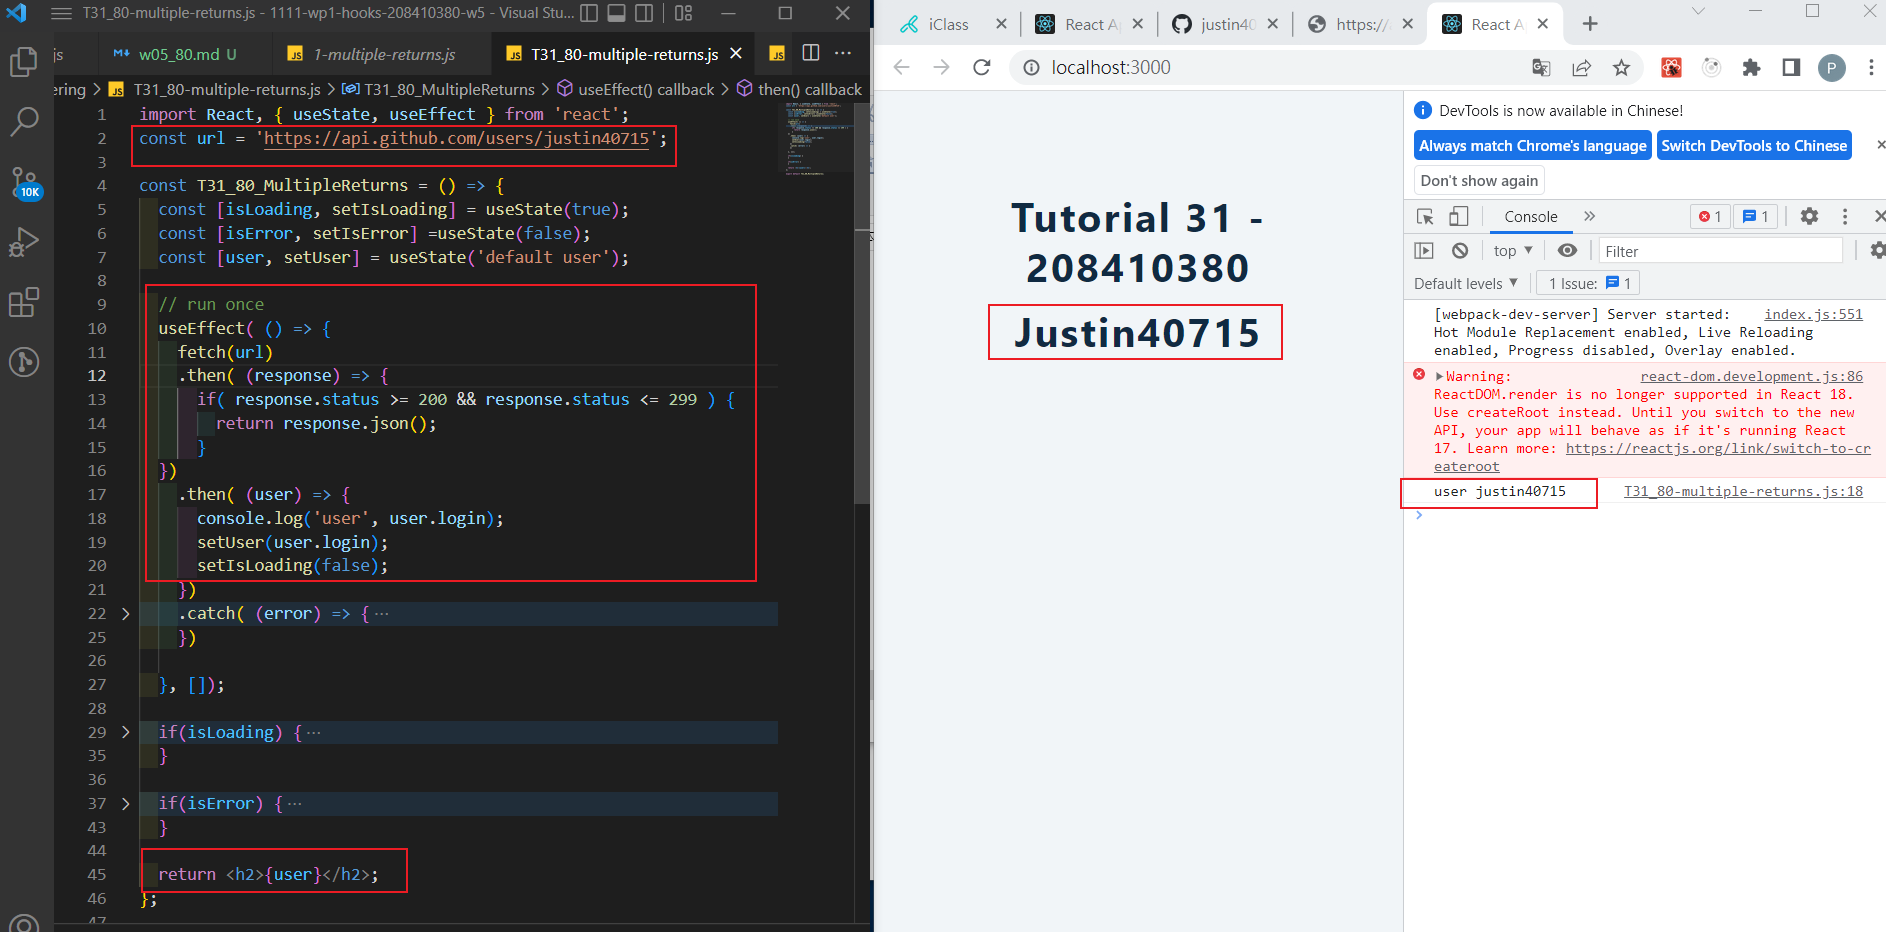 T31_80-multiple-returns.js - 1111-wp1-hooks-208410380-w5 - Visual Stu...
js
w05_80.md U
1-multiple-returns.js
T31_80-multiple-returns.js
ering > T31_80-multiple-returns.js > T31_80_MultipleReturns > useEffect() callback > then() callback
10K
1 import React, { useState, useEffect } from 'react';
2 const url = 'https://api.github.com/users/justin40715';
3
4 const T31_80_MultipleReturns = () => {
5 const [isLoading, setIsLoading] = useState(true);
6 const [isError, setIsError] =useState(false);
7 const [user, setUser] = useState('default user');
8
9 // run once
10 useEffect( () => {
11 fetch(url)
12 .then( (response) => {
13 if( response.status >= 200 && response.status <= 299 ) {
14 return response.json();
15 }
16 })
17 .then( (user) => {
18 console.log('user', user.login);
19 setUser(user.login);
20 setIsLoading(false);
21 })
22 .catch( (error) => { ...
25 })
26
27 }, []);
28
29 if(isLoading) { ...
35 }
36
37 if(isError) { ...
43 }
44
45 return <h2>{user}</h2>;
46 };
47
iClass
React A
justin40
https://
React A
localhost:3000
P
Tutorial 31 -
208410380
Justin40715
DevTools is now available in Chinese!
Always match Chrome's language
Switch DevTools to Chinese
Don't show again
Console
1
1
top
Filter
Default levels
1 Issue: 1
[webpack-dev-server] Server started: index.js:551
Hot Module Replacement enabled, Live Reloading
enabled, Progress disabled, Overlay enabled.
Warning: react-dom.development.js:86
ReactDOM.render is no longer supported in React 18.
Use createRoot instead. Until you switch to the new
API, your app will behave as if it's running React
17. Learn more: https://reactjs.org/link/switch-to-cr
eateroot
user justin40715 T31_80-multiple-returns.js:18